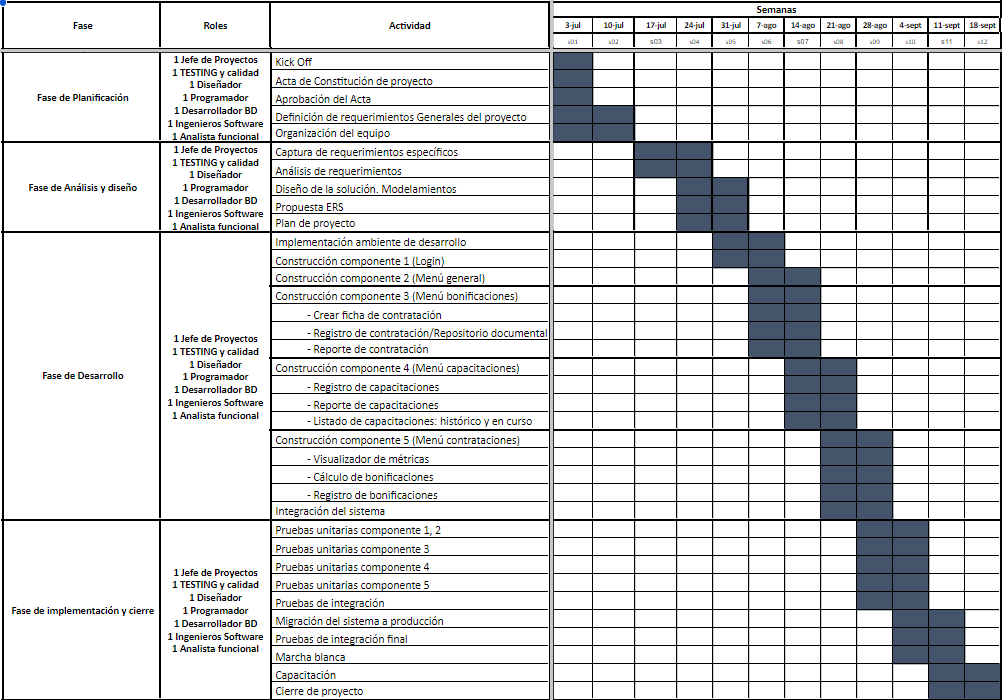 Semanas
Fase Roles Actividad 3-jul 10-jul 17-jul 24-jul 31-jul 7-ago 14-ago 21-ago 28-ago 4-sept 11-sept 18-sept
s01 s02 s03 s04 s05 s06 s07 s08 s09 s10 s11 s12
Fase de Planificación
1 Jefe de Proyectos
1 TESTING y calidad
1 Diseñador
1 Programador
1 Desarrollador BD
1 Ingenieros Software
1 Analista funcional
Kick Off
Acta de Constitución de proyecto
Aprobación del Acta
Definición de requerimientos Generales del proyecto
Organización del equipo
Fase de Análisis y diseño
1 Jefe de Proyectos
1 TESTING y calidad
1 Diseñador
1 Programador
1 Desarrollador BD
1 Ingenieros Software
1 Analista funcional
Captura de requerimientos específicos
Análisis de requerimientos
Diseño de la solución. Modelamientos
Propuesta ERS
Plan de proyecto
Fase de Desarrollo
1 Jefe de Proyectos
1 TESTING y calidad
1 Diseñador
1 Programador
1 Desarrollador BD
1 Ingenieros Software
1 Analista funcional
Implementación ambiente de desarrollo
Construcción componente 1 (Login)
Construcción componente 2 (Menú general)
Construcción componente 3 (Menú bonificaciones)
- Crear ficha de contratación
- Registro de contratación/Repositorio documental
- Reporte de contratación
Construcción componente 4 (Menú capacitaciones)
- Registro de capacitaciones
- Reporte de capacitaciones
- Listado de capacitaciones: histórico y en curso
Construcción componente 5 (Menú contrataciones)
- Visualizador de métricas
- Cálculo de bonificaciones
- Registro de bonificaciones
Integración del sistema
Fase de implementación y cierre
1 Jefe de Proyectos
1 TESTING y calidad
1 Diseñador
1 Programador
1 Desarrollador BD
1 Ingenieros Software
1 Analista funcional
Pruebas unitarias componente 1, 2
Pruebas unitarias componente 3
Pruebas unitarias componente 4
Pruebas unitarias componente 5
Pruebas de integración
Migración del sistema a producción
Pruebas de integración final
Marcha blanca
Capacitación
Cierre de proyecto